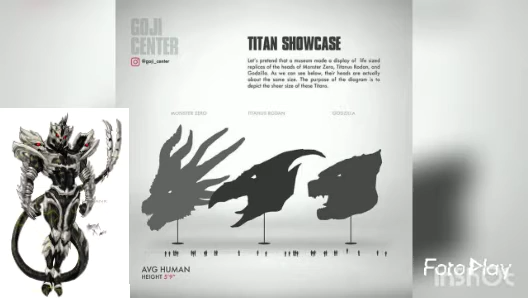 GOJI
CENTER
@goji_center
TITAN SHOWCASE
Let's pretend that a museum made a display of life sized
replicas of the heads of Monster Zero, Titanus Rodan, and
Godzilla. As we can see below, their heads are actually
about the same size. The purpose of the diagram is to
depict the sheer size of these Titans.
MONSTER ZERO
TITANUS RODAN
GODZILLA
AVG HUMAN
HEIGHT 5'9"
FotoPlay
INSHOT